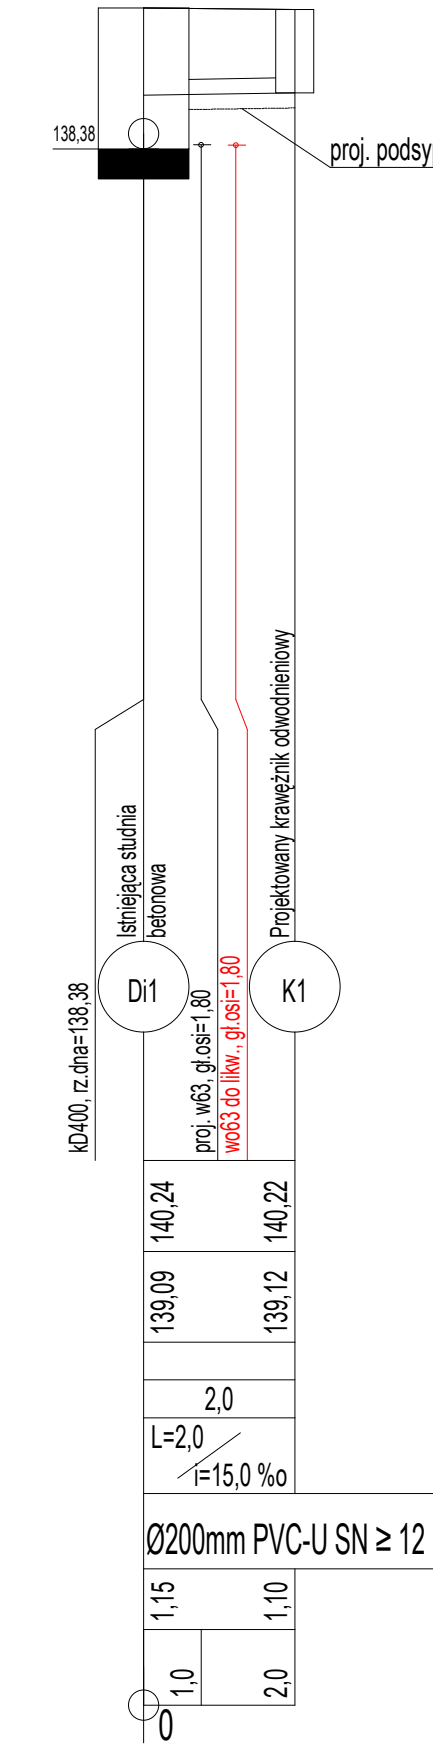 138,38
proj. podsyp
Istniejąca studnia
betonowa
Projektowany krawężnik odwodnieniowy
Di1
K1
kD400, rz.dna=138,38
proj. w63, gł.osi=1,80
wo63 do likw., gł.osi=1,80
140,24
140,22
139,09
139,12
2,0
L=2,0
i=15,0 %o
Ø200mm PVC-U SN ≥ 12
1,15
1,10
1,0
2,0
0